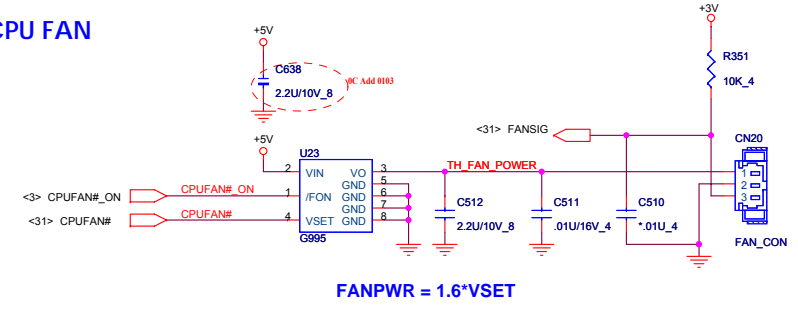 CPU FAN
+3V
+5V
R351
C638
0C Add 0103
10K_4
2.2U/10V_8
<31> FANSIG
+5V
CN20
U23
2 VIN VO 3
TH_FAN_POWER
1
GND 5
2
<3> CPUFAN#_ON
CPUFAN#_ON
1 /FON GND 6
3
GND 7
<31> CPUFAN#
CPUFAN#
4 VSET GND 8
C512
C511
C510
G995
2.2U/10V_8
.01U/16V_4
*.01U_4
FAN_CON
FANPWR = 1.6*VSET